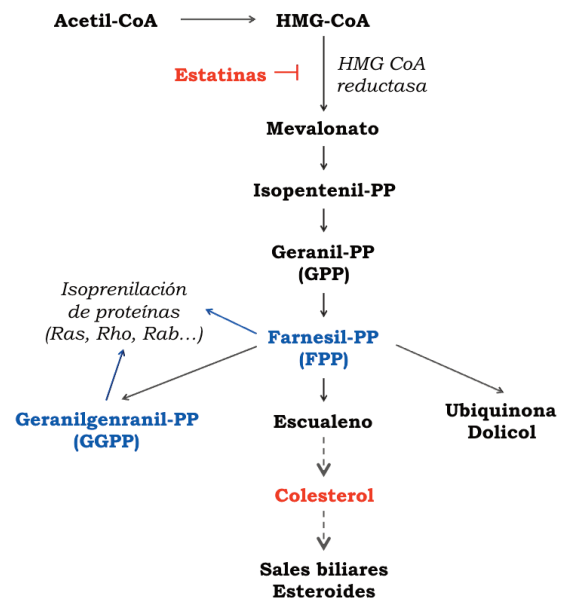 Acetil-CoA
HMG-CoA
Estatinas
HMG CoA
reductasa
Mevalonato
Isopentenil-PP
Geranil-PP
(GPP)
Isoprenilación
de proteínas
(Ras, Rho, Rab...)
Farnesil-PP
(FPP)
Geranilgenranil-PP
(GGPP)
Escualeno
Ubiquinona
Dolicol
Colesterol
Sales biliares
Esteroides